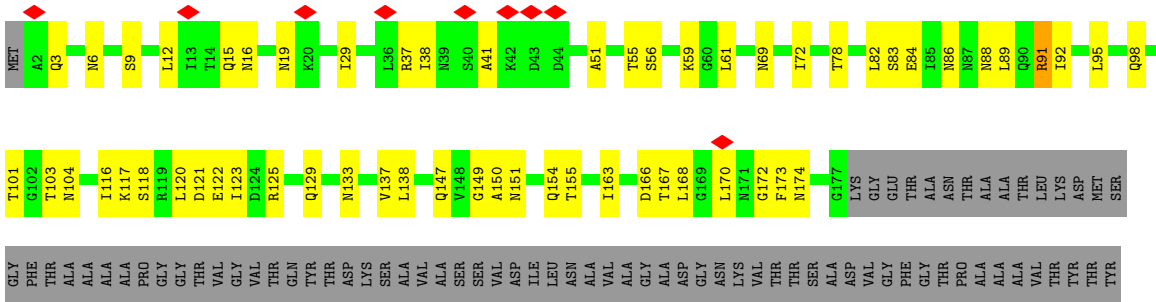 MET A2 Q3 N6 S9 L12 I13 T14 Q15 N16 N19 K20 I29 L36 R37 I38 N39 S40 A41 K42 D43 D44 A51 T55 S56 K59 G60 L61 N69 I72 T78 L82 S83 E84 I85 N86 N87 N88 L89 Q90 R91 I92 L95 Q98
T101 G102 T103 N104 I116 K117 S118 R119 L120 D121 E122 I123 D124 R125 Q129 N133 V137 L138 Q147 V148 G149 A150 N151 Q154 T155 I163 D166 T167 L168 G169 L170 N171 G172 F173 N174 G177 LYS GLY GLU THR ALA ASN THR ALA ALA THR LEU LYS ASP MET SER
GLY PHE THR ALA ALA ALA ALA PRO GLY GLY THR VAL GLY VAL THR GLN TYR THR ASP LYS SER ALA VAL ALA SER SER VAL ASP ILE LEU ASN ALA VAL ALA GLY ALA ASP GLY ASN LYS VAL THR THR SER ALA ASP VAL GLY PHE GLY THR PRO ALA ALA ALA VAL THR TYR THR TYR